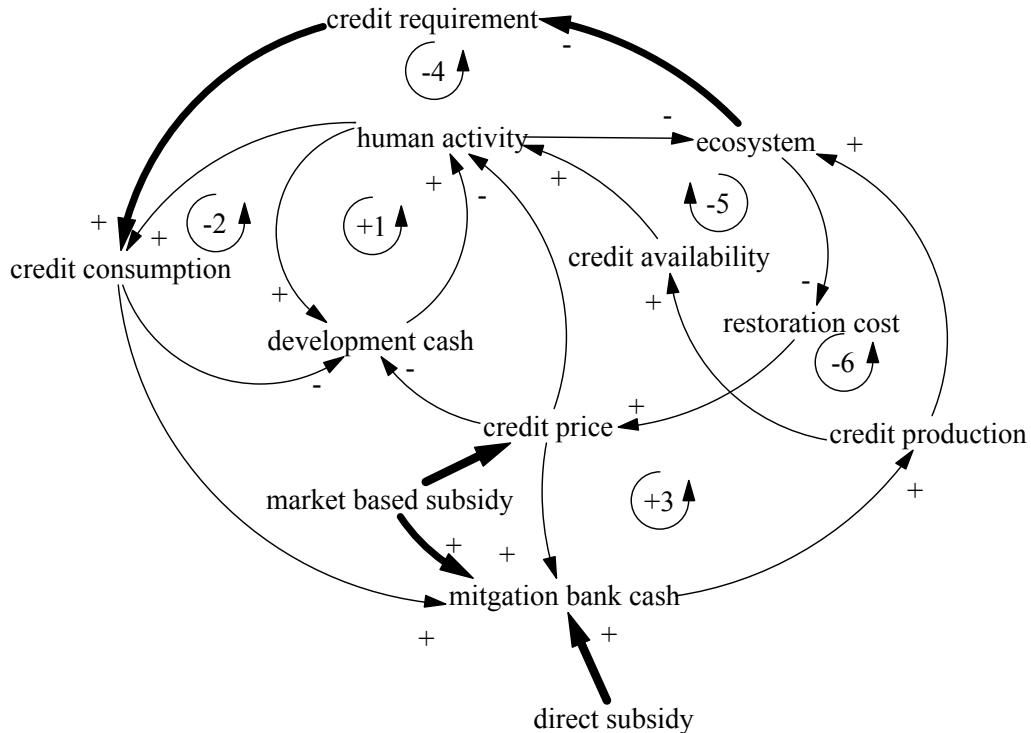 credit requirement
-
-4
-
human activity
ecosystem
+
+
-
+
-5
-2
+1
+
+
credit availability
credit consumption
-
+
+
restoration cost
development cash
-
-
-6
+
credit price
credit production
market based subsidy
+3
+
+
+
mitgation bank cash
+
+
direct subsidy